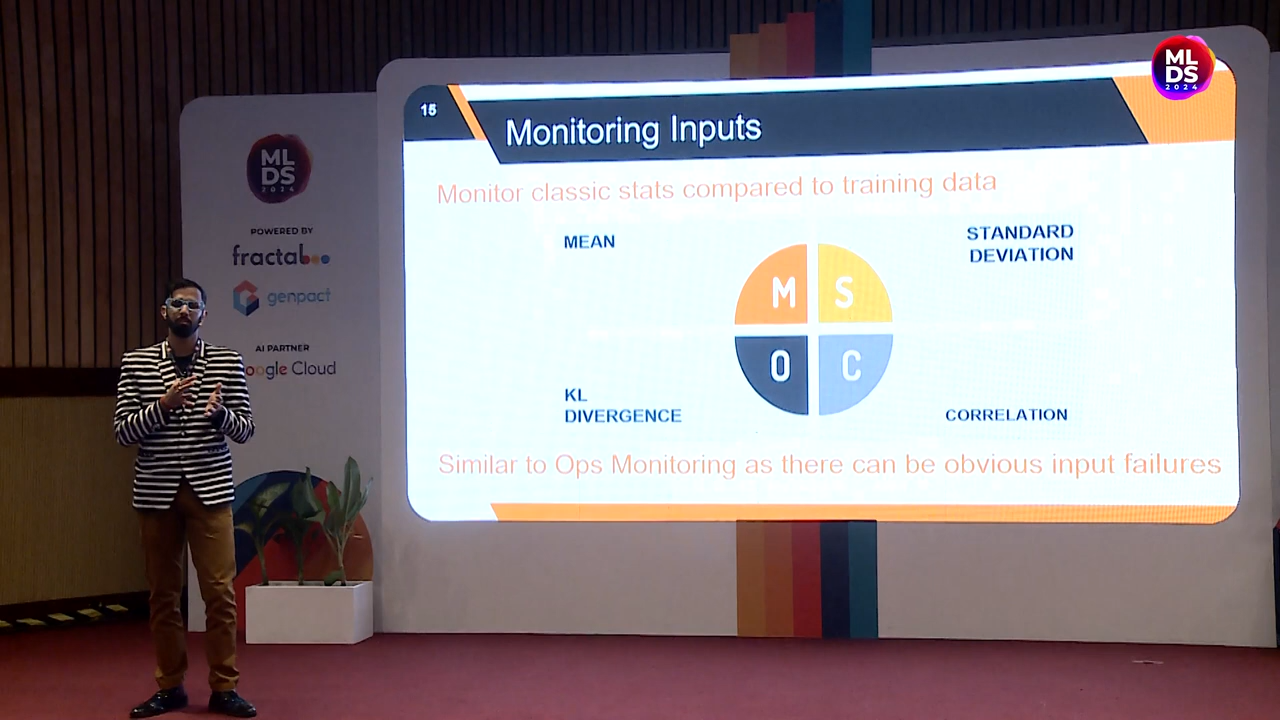 ML
DS
2024
POWERED BY
fractal
genpact
AI PARTNER
oogle Cloud
15
Monitoring Inputs
Monitor classic stats compared to training data
MEAN
STANDARD
DEVIATION
M
S
O
C
KL
DIVERGENCE
CORRELATION
Similar to Ops Monitoring as there can be obvious input failures
ML
DS
2024